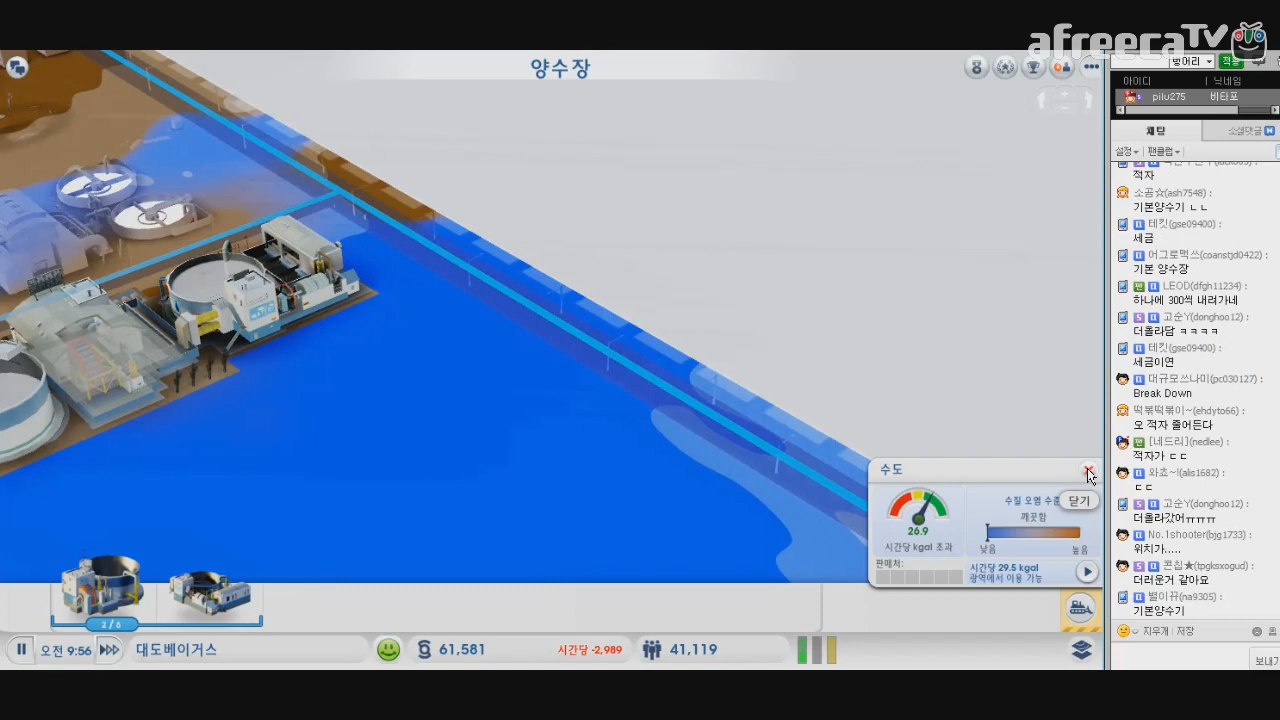 afreecaTV
양수장
벙어리
적용
아이디 | 닉네임
pilu275 비타포
채팅
소셜댓글 N
설정
팬클럽
적자
소곰☆(ash7548) :
기본양수기 ㄴㄴ
테킷(gse09400) :
세금
어그로맥쓰(coanstjd0422) :
기본 양수장
LEOD(dfgh11234) :
하나에 300씩 내려가네
고순Y(donghoo12) :
더올라담 ㅋㅋㅋㅋ
테킷(gse09400) :
세금이연
대규모쓰나미(pc030127) :
Break Down
떡볶떡볶이~(ehdyto66) :
오 적자 줄어든다
[네드리](nedlee) :
적자가 ㄷㄷ
와쵸~!(alis1682) :
ㄷㄷ
고순Y(donghoo12) :
더올라갔어ㅠㅠㅠ
No.1shooter(bjg1733) :
위치가.....
콘칩★(tpgksxogud) :
더러운거 같아요
별이뀨(na9305) :
기본양수기
지우개 | 저장
보내기
수도
26.9
시간당 kgal 초과
판매처:
수질 오염 수준
닫기
깨끗함
낮음 높음
시간당 29.5 kgal
광역에서 이용 가능
2/6
오전 9:56
대도베이거스
61,581
시간당 -2,989
41,119